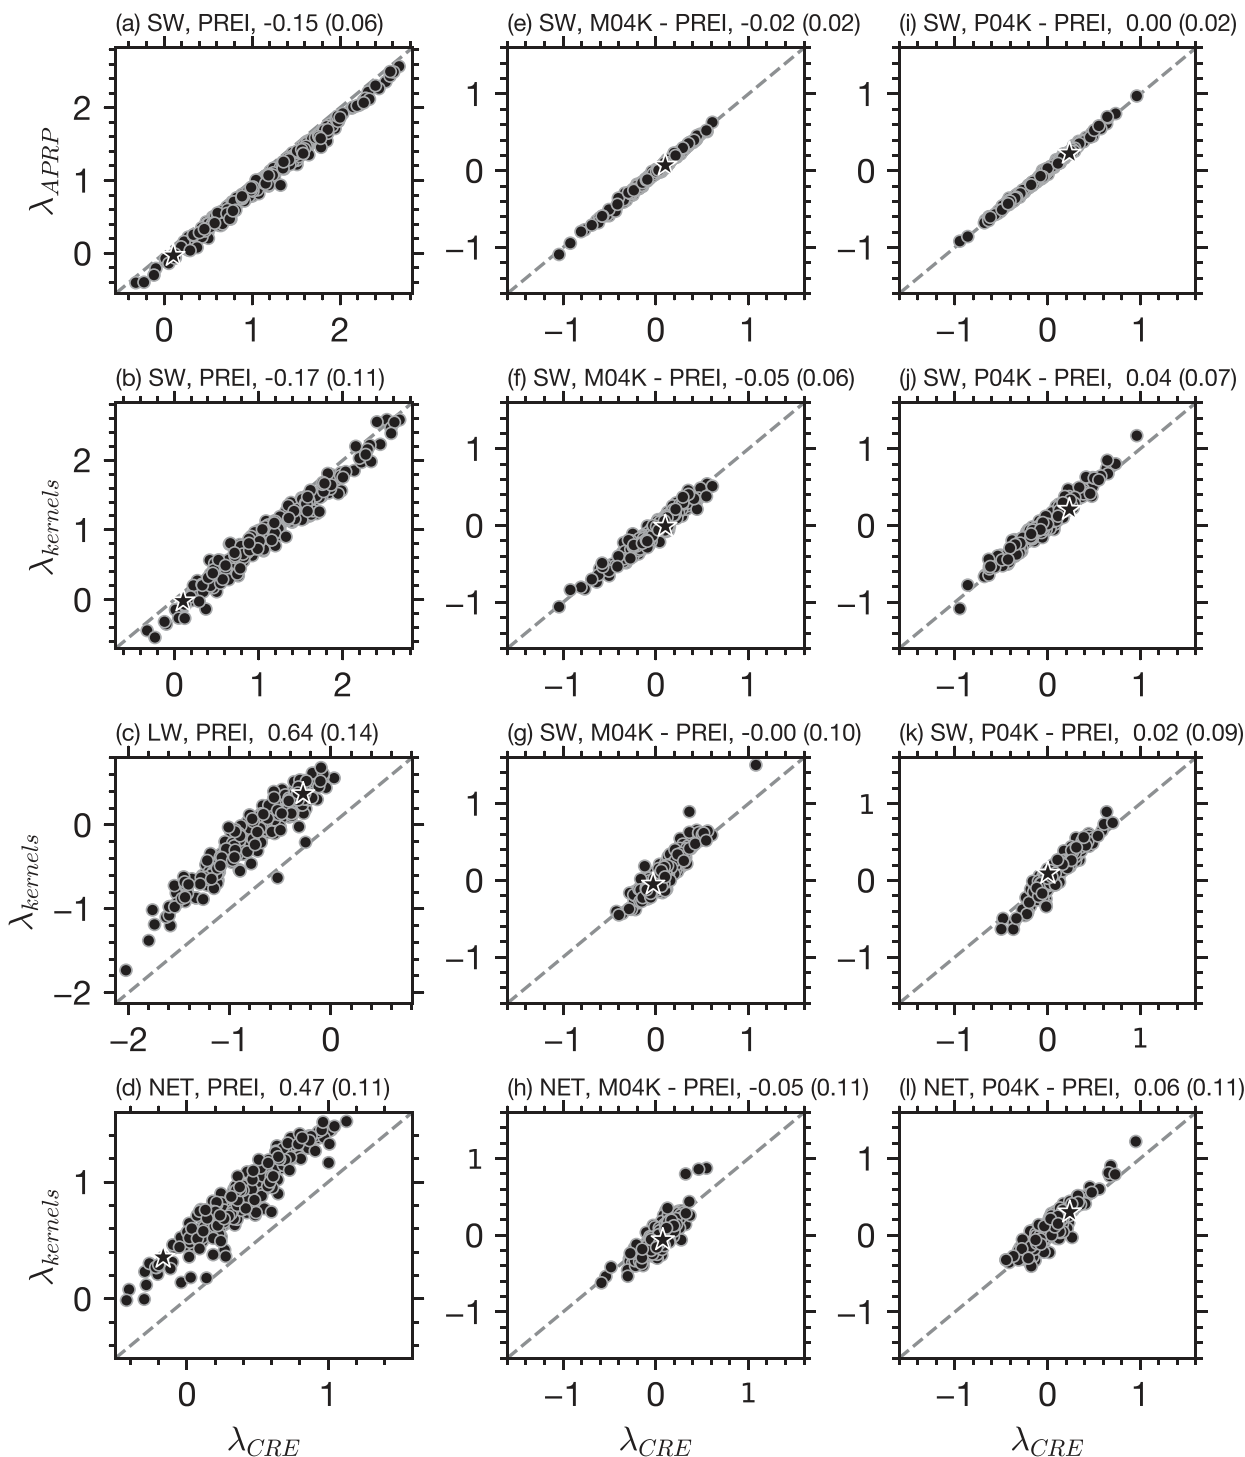 (a) SW, PREI, -0.15 (0.06)
(e) SW, M04K - PREI, -0.02 (0.02)
(i) SW, P04K - PREI, 0.00 (0.02)
λAPRP
2
1
0
0 1 2
1
0
−1
−1 0 1
1
0
−1
−1 0 1
(b) SW, PREI, -0.17 (0.11)
(f) SW, M04K - PREI, -0.05 (0.06)
(j) SW, P04K - PREI, 0.04 (0.07)
λkernels
2
1
0
0 1 2
1
0
−1
−1 0 1
1
0
−1
−1 0 1
(c) LW, PREI, 0.64 (0.14)
(g) SW, M04K - PREI, -0.00 (0.10)
(k) SW, P04K - PREI, 0.02 (0.09)
λkernels
0
−1
−2
−2 −1 0
1
0
−1
−1 0 1
1
0
−1
−1 0 1
(d) NET, PREI, 0.47 (0.11)
(h) NET, M04K - PREI, -0.05 (0.11)
(l) NET, P04K - PREI, 0.06 (0.11)
λkernels
1
0
0 1
1
0
−1
−1 0 1
1
0
−1
−1 0 1
λCRE
λCRE
λCRE